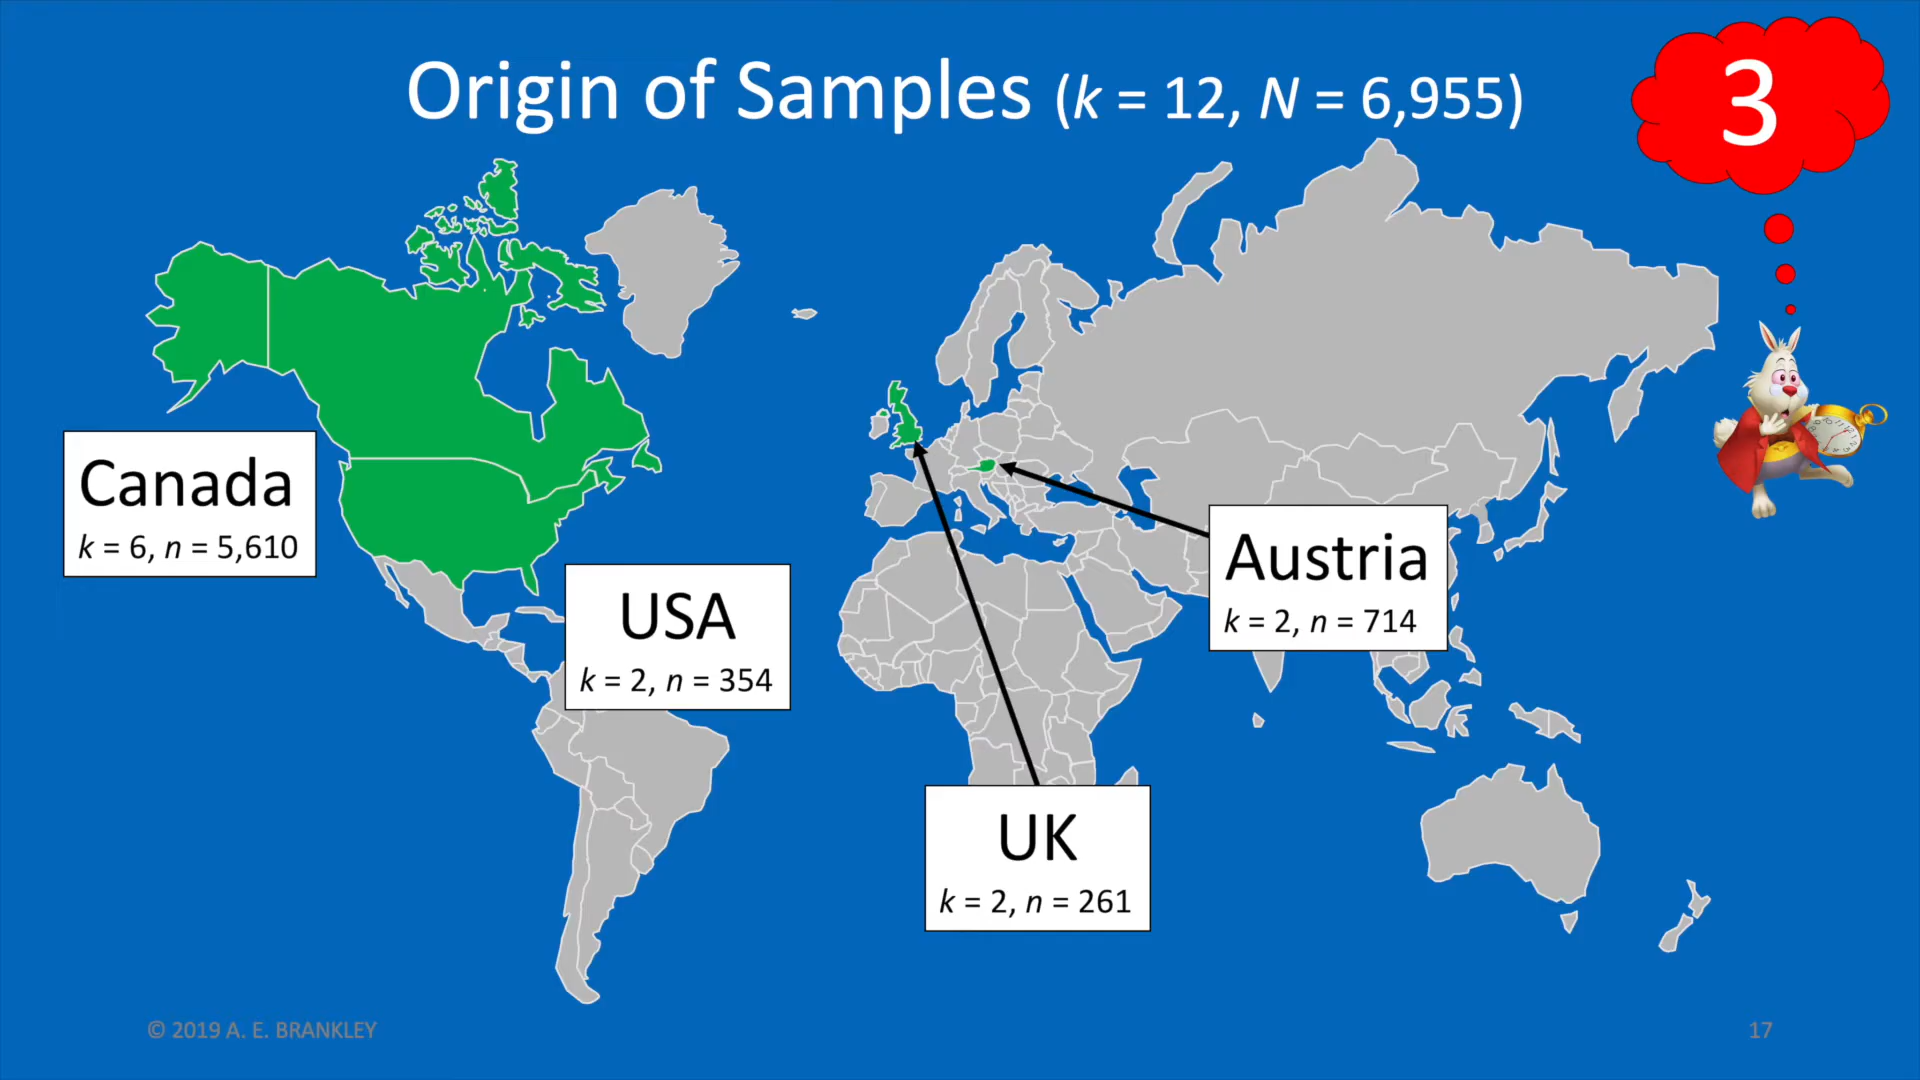 Origin of Samples (k = 12, N = 6,955)
3
Canada
k = 6, n = 5,610
USA
k = 2, n = 354
Austria
k = 2, n = 714
UK
k = 2, n = 261
© 2019 A. E. BRANKLEY
17